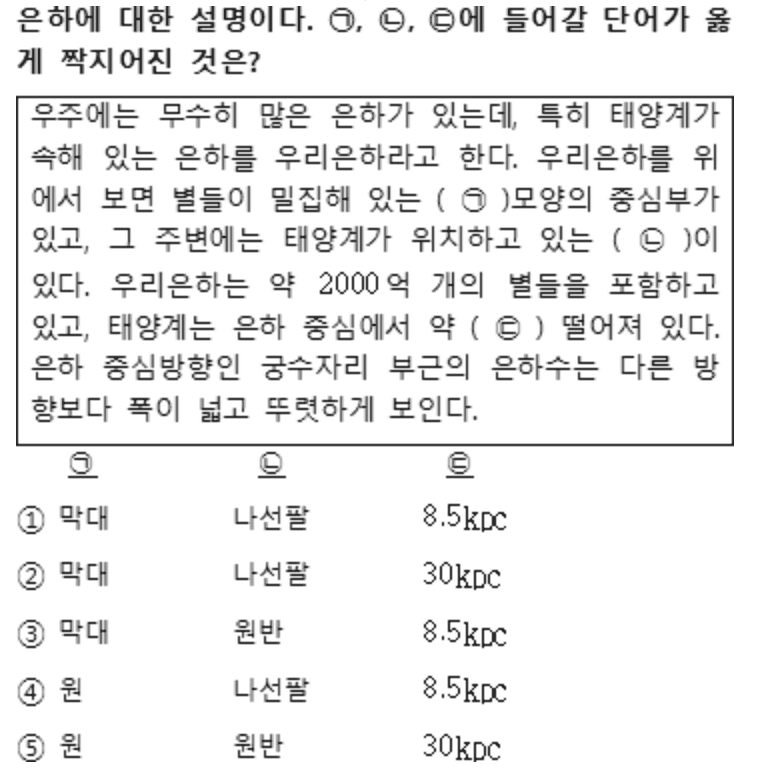 은하에 대한 설명이다. ㉠, ㉡, ㉢에 들어갈 단어가 옳
게 짝지어진 것은?
우주에는 무수히 많은 은하가 있는데, 특히 태양계가
속해 있는 은하를 우리은하라고 한다. 우리은하를 위
에서 보면 별들이 밀집해 있는 ( ㉠ )모양의 중심부가
있고, 그 주변에는 태양계가 위치하고 있는 ( ㉡ )이
있다. 우리은하는 약 2000억 개의 별들을 포함하고
있고, 태양계는 은하 중심에서 약 ( ㉢ ) 떨어져 있다.
은하 중심방향인 궁수자리 부근의 은하수는 다른 방
향보다 폭이 넓고 뚜렷하게 보인다.
㉠ ㉡ ㉢
① 막대 나선팔 8.5kpc
② 막대 나선팔 30kpc
③ 막대 원반 8.5kpc
④ 원 나선팔 8.5kpc
⑤ 원 원반 30kpc